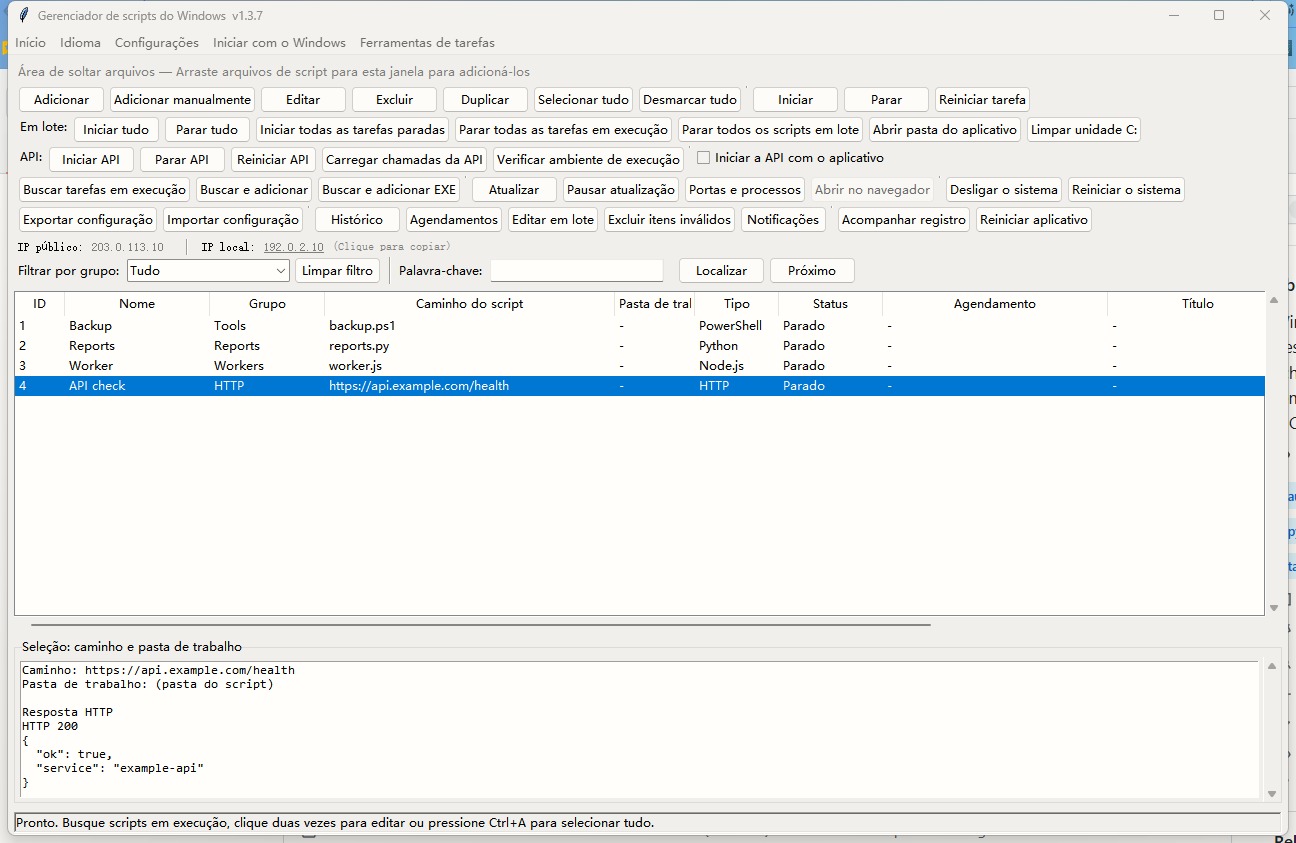 Gerenciador de scripts do Windows v1.3.7
Início Idioma Configurações Iniciar com o Windows Ferramentas de tarefas
Área de soltar arquivos — Arraste arquivos de script para esta janela para adicioná-los
Adicionar Adicionar manualmente Editar Excluir Duplicar Selecionar tudo Desmarcar tudo Iniciar Parar Reiniciar tarefa
Em lote: Iniciar tudo Parar tudo Iniciar todas as tarefas paradas Parar todas as tarefas em execução Parar todos os scripts em lote Abrir pasta do aplicativo Limpar unidade C:
API: Iniciar API Parar API Reiniciar API Carregar chamadas da API Verificar ambiente de execução Iniciar a API com o aplicativo
Buscar tarefas em execução Buscar e adicionar Buscar e adicionar EXE Atualizar Pausar atualização Portas e processos Abrir no navegador Desligar o sistema Reiniciar o sistema
Exportar configuração Importar configuração Histórico Agendamentos Editar em lote Excluir itens inválidos Notificações Acompanhar registro Reiniciar aplicativo
IP público: 203.0.113.10 IP local: 192.0.2.10 (Clique para copiar)
Filtrar por grupo: Tudo Limpar filtro Palavra-chave: Localizar Próximo
ID Nome Grupo Caminho do script Pasta de tral Tipo Status Agendamento Título
1 Backup Tools backup.ps1 - PowerShell Parado - -
2 Reports Reports reports.py - Python Parado - -
3 Worker Workers worker.js - Node.js Parado - -
4 API check HTTP https://api.example.com/health - HTTP Parado - -
Seleção: caminho e pasta de trabalho
Caminho: https://api.example.com/health
Pasta de trabalho: (pasta do script)
Resposta HTTP
HTTP 200
{
"ok": true,
"service": "example-api"
}
Pronto. Busque scripts em execução, clique duas vezes para editar ou pressione Ctrl+A para selecionar tudo.